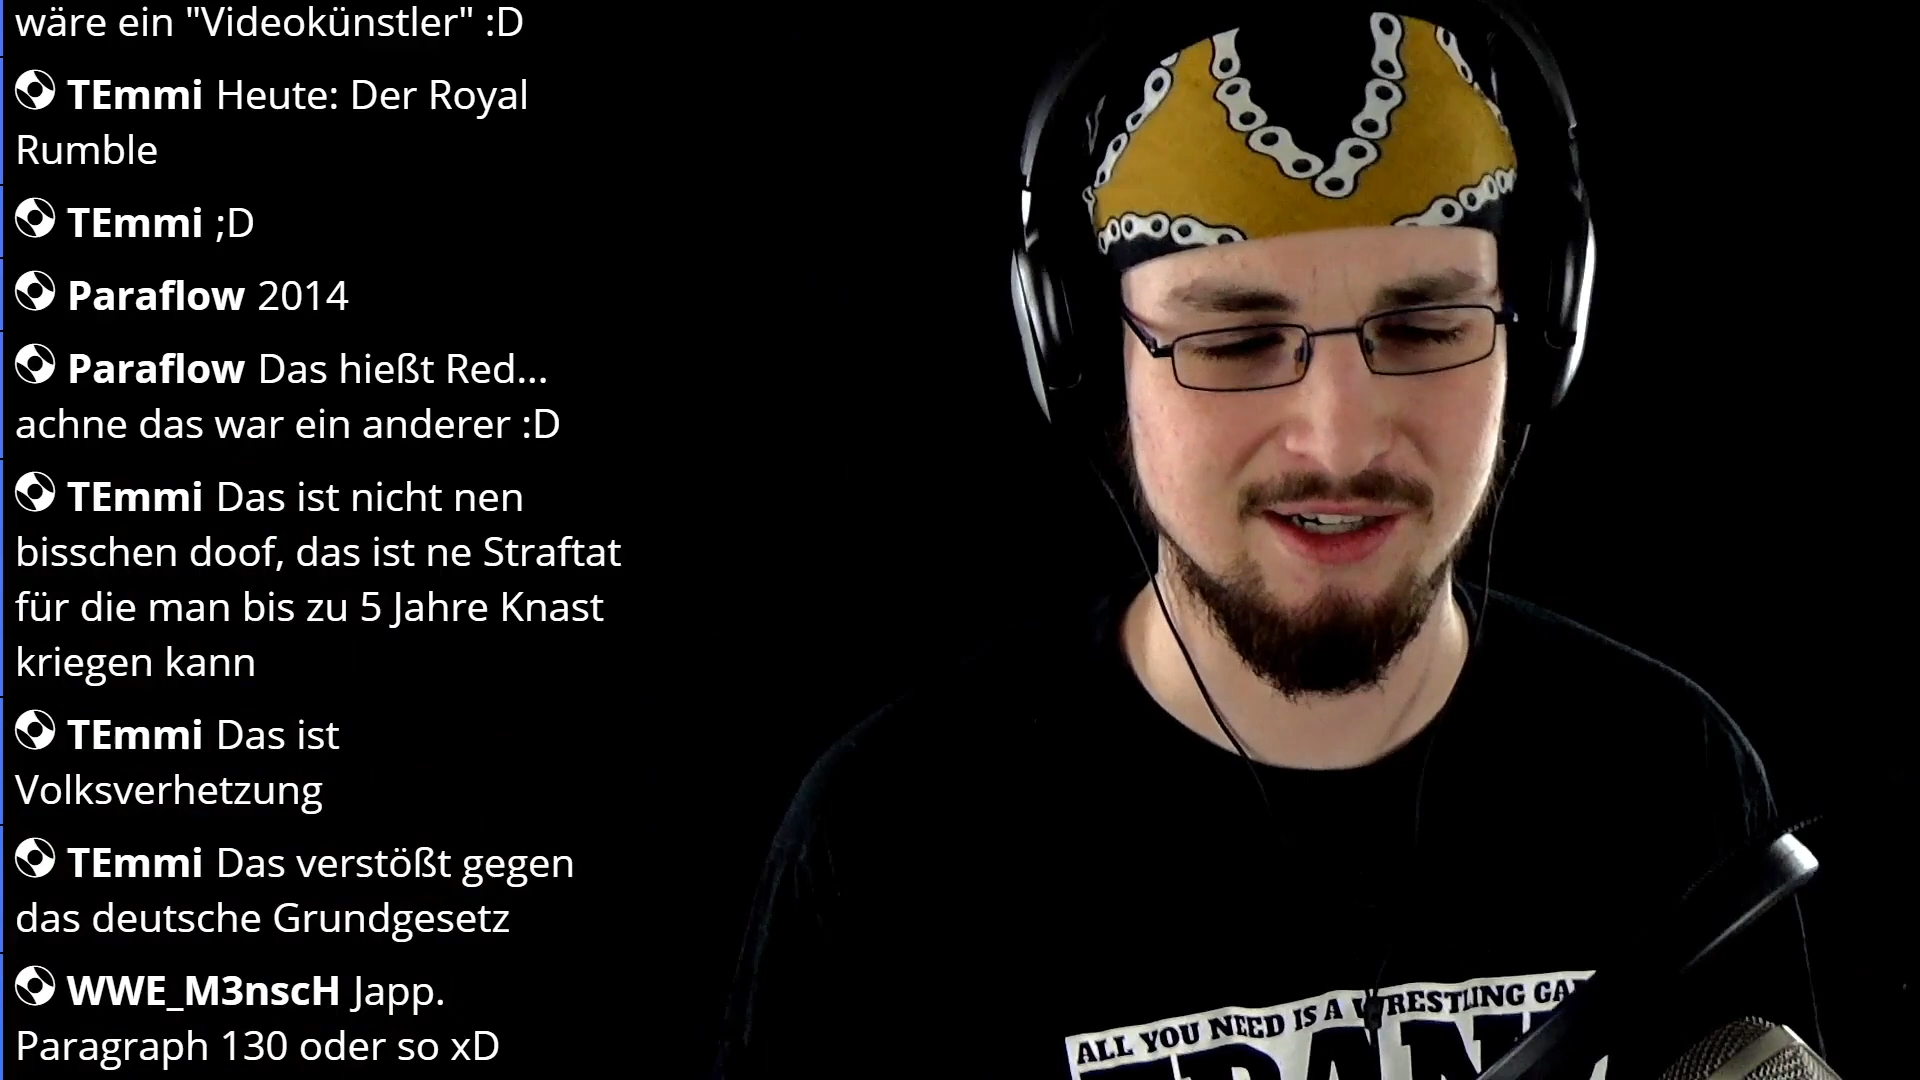 wäre ein "Videokünstler" :D
TEmmi Heute: Der Royal
Rumble
TEmmi ;D
Paraflow 2014
Paraflow Das hießt Red...
achne das war ein anderer :D
TEmmi Das ist nicht nen
bisschen doof, das ist ne Straftat
für die man bis zu 5 Jahre Knast
kriegen kann
TEmmi Das ist
Volksverhetzung
TEmmi Das verstößt gegen
das deutsche Grundgesetz
WWE_M3nscH Japp.
Paragraph 130 oder so xD
ALL YOU NEED IS A WRESTLING